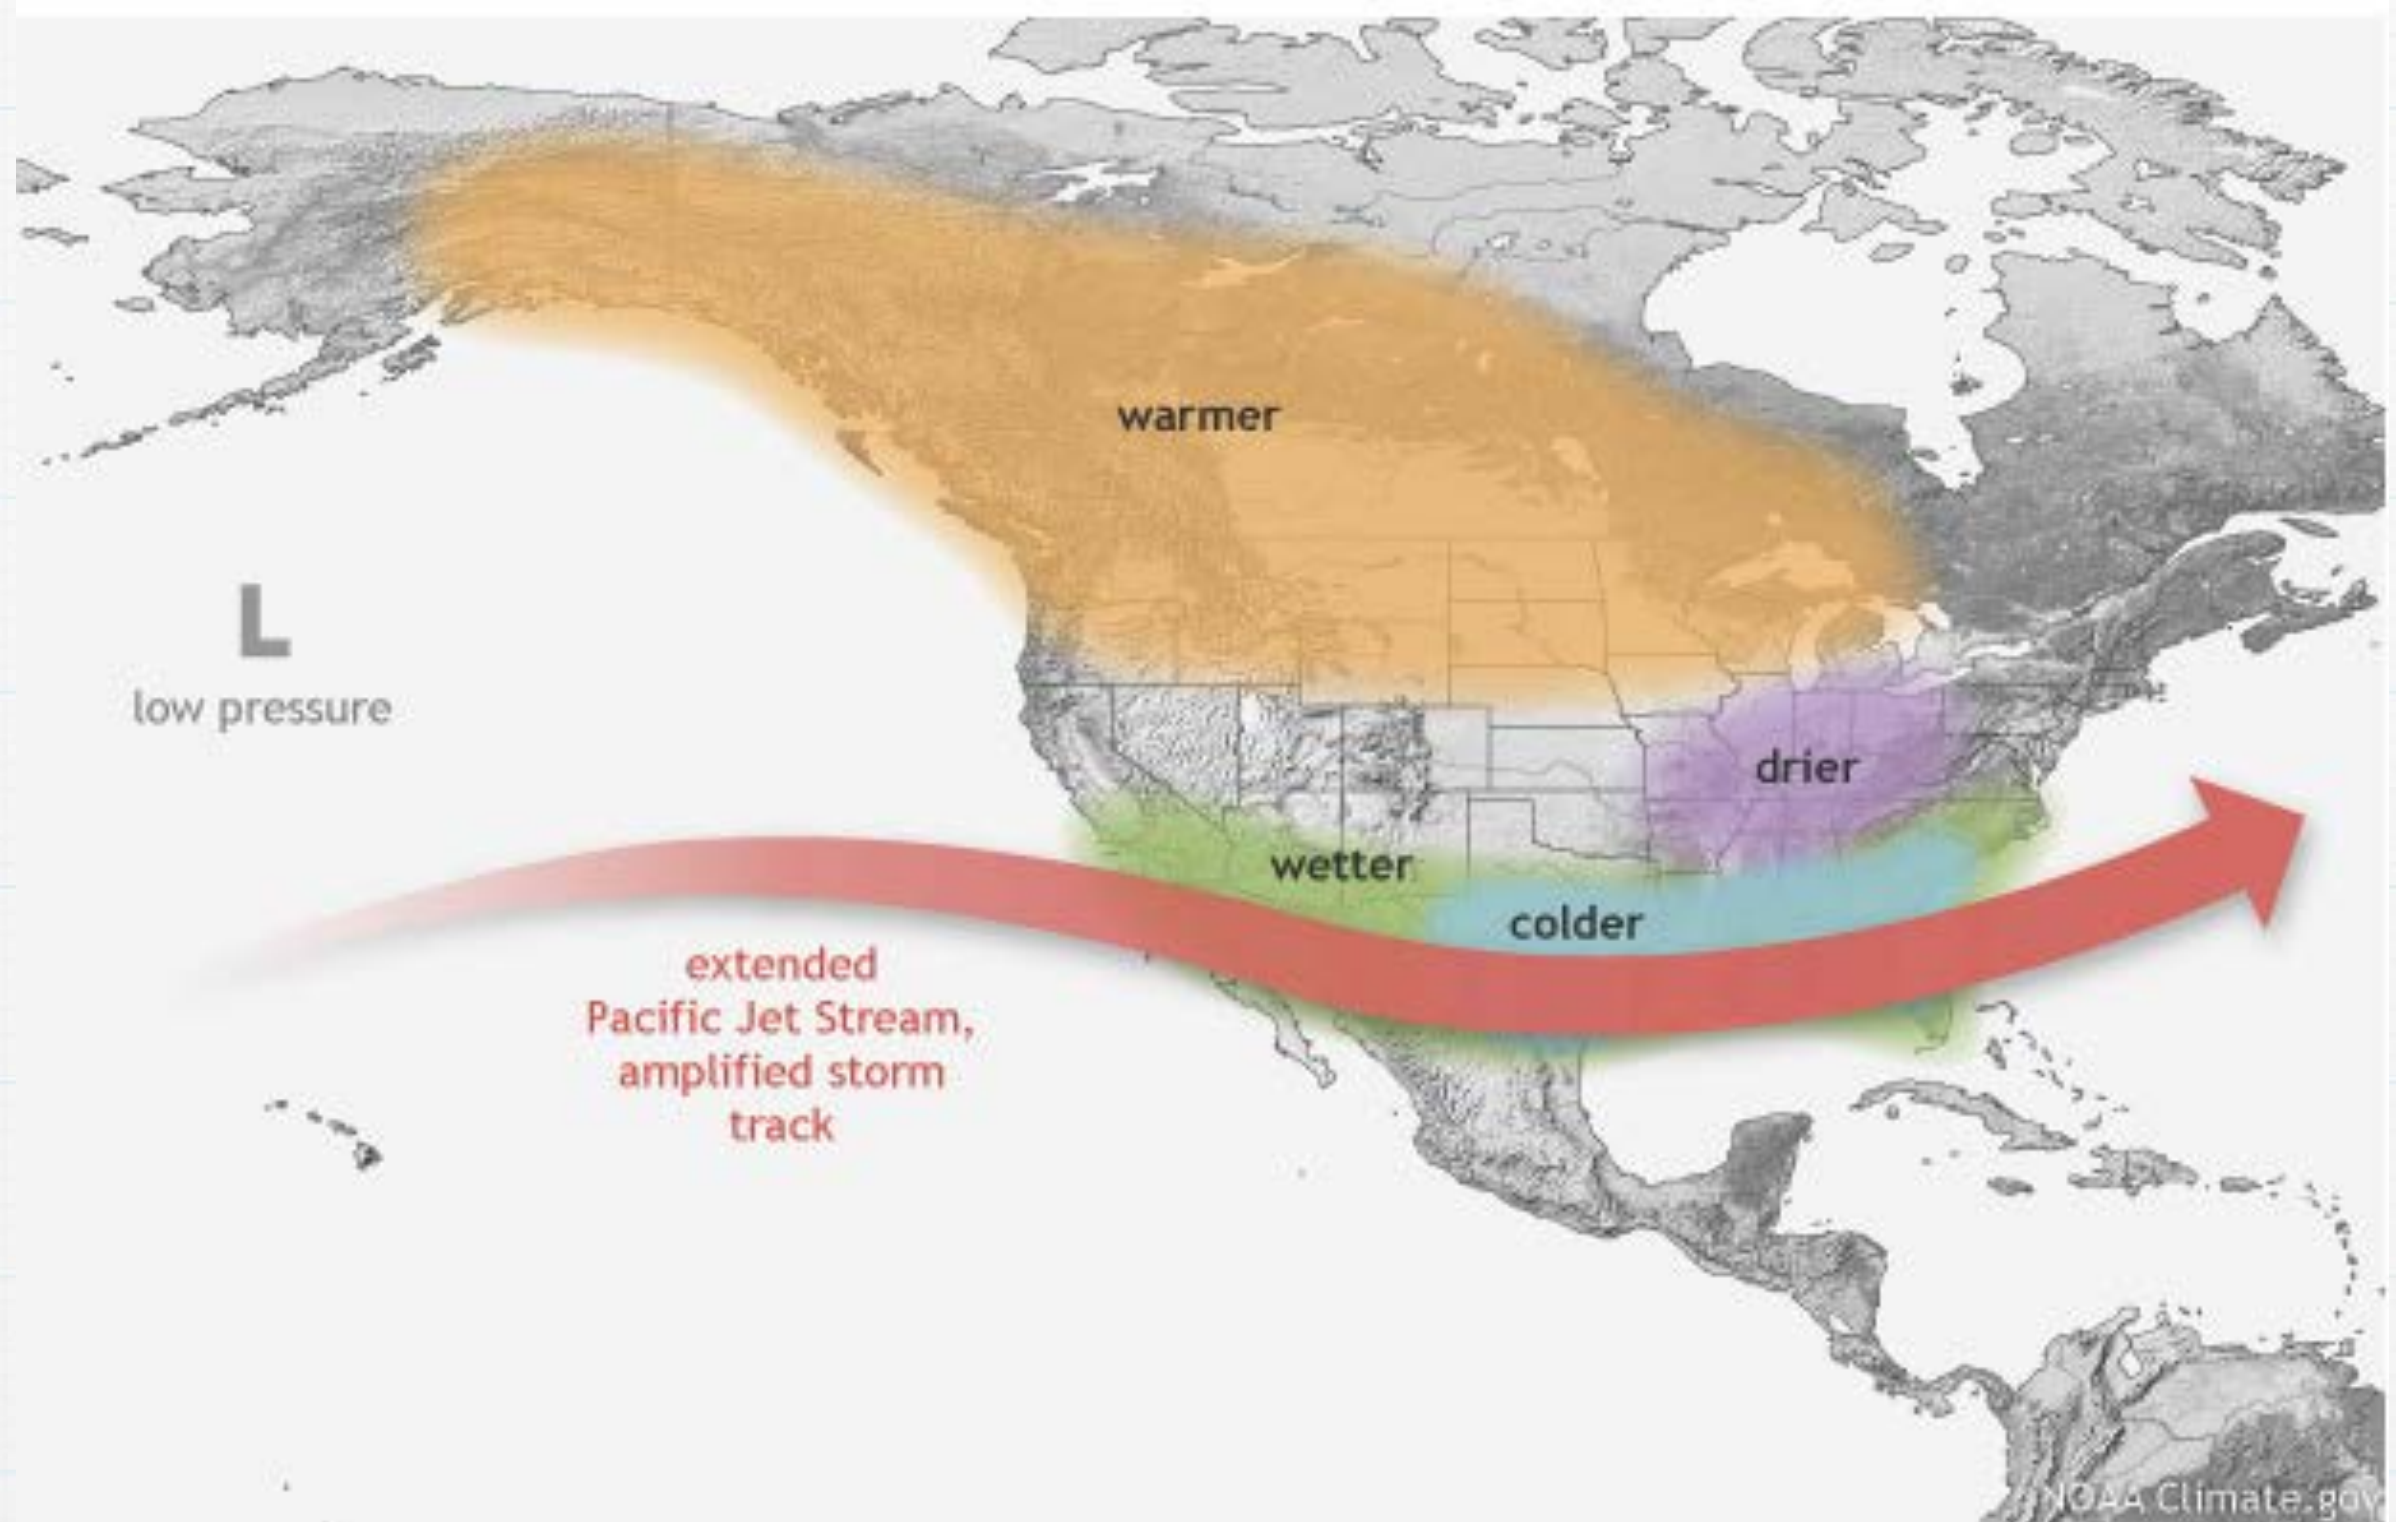 warmer
L
low pressure
drier
wetter
colder
extended
Pacific Jet Stream,
amplified storm
track
NOAA Climate.gov